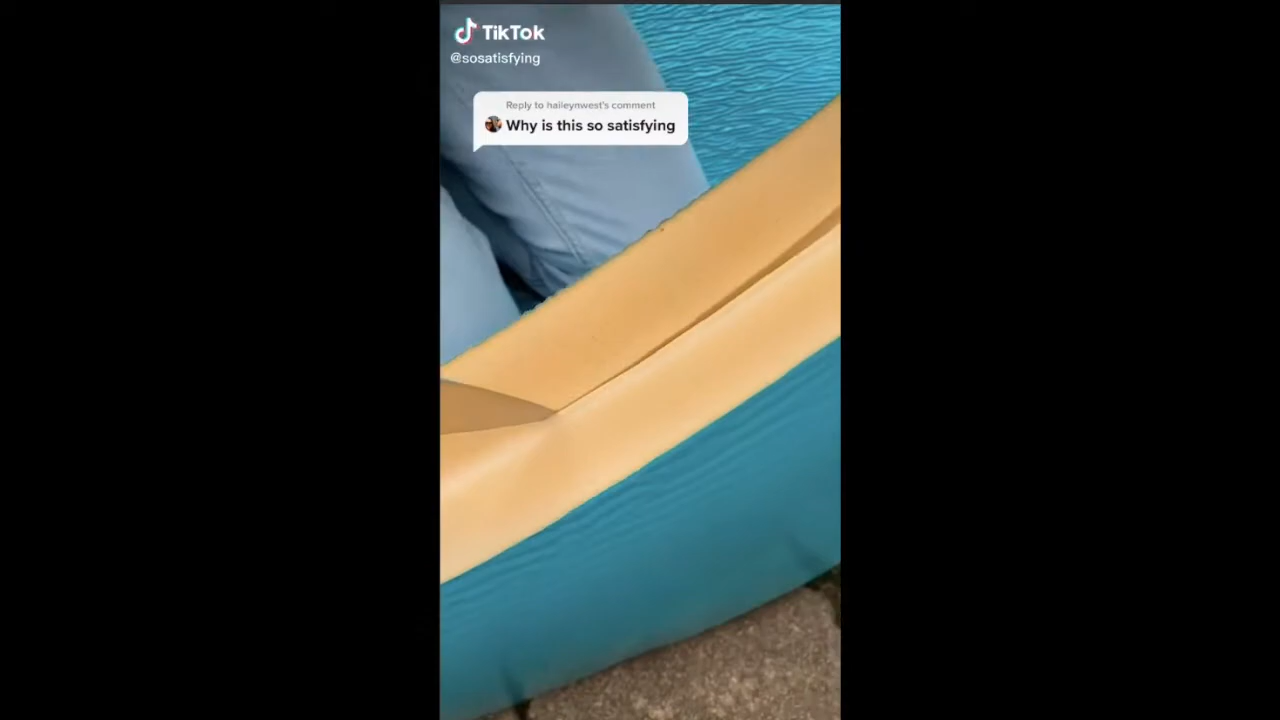 TikTok
@sosatisfying
Reply to haileynwest's comment
Why is this so satisfying